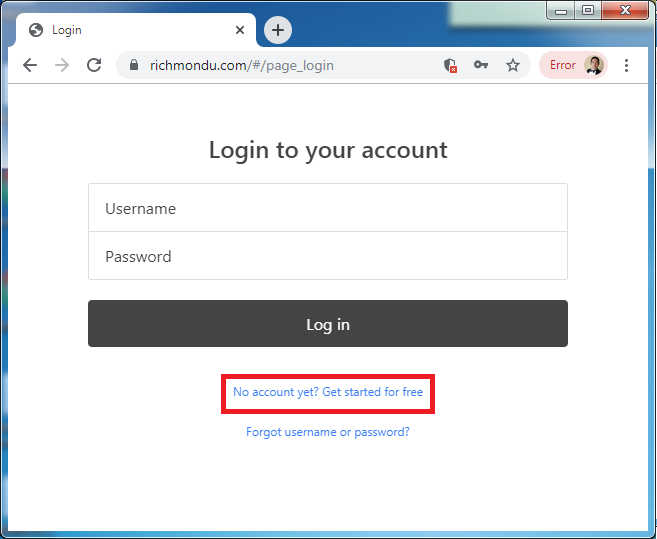 Login
richmondu.com/#/page_login
Error
Login to your account
Username
Password
Log in
No account yet? Get started for free
Forgot username or password?